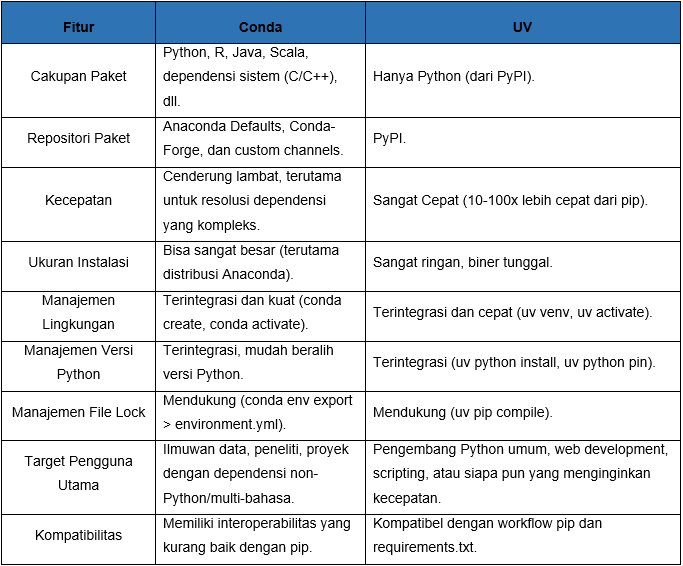 Fitur Conda UV
Cakupan Paket
Python, R, Java, Scala,
dependensi sistem (C/C++),
dll.
Hanya Python (dari PyPI).
Repositori Paket
Anaconda Defaults, Conda-
Forge, dan custom channels.
PyPI.
Kecepatan
Cenderung lambat, terutama
untuk resolusi dependensi
yang kompleks.
Sangat Cepat (10-100x lebih cepat dari pip).
Ukuran Instalasi
Bisa sangat besar (terutama
distribusi Anaconda).
Sangat ringan, biner tunggal.
Manajemen
Lingkungan
Terintegrasi dan kuat (conda
create, conda activate).
Terintegrasi dan cepat (uv venv, uv activate).
Manajemen Versi
Python
Terintegrasi, mudah beralih
versi Python.
Terintegrasi (uv python install, uv python pin).
Manajemen File Lock
Mendukung (conda env export
> environment.yml).
Mendukung (uv pip compile).
Target Pengguna
Utama
Ilmuwan data, peneliti, proyek
dengan dependensi non-
Python/multi-bahasa.
Pengembang Python umum, web development,
scripting, atau siapa pun yang menginginkan
kecepatan.
Kompatibilitas
Memiliki interoperabilitas yang
kurang baik dengan pip.
Kompatibel dengan workflow pip dan
requirements.txt.